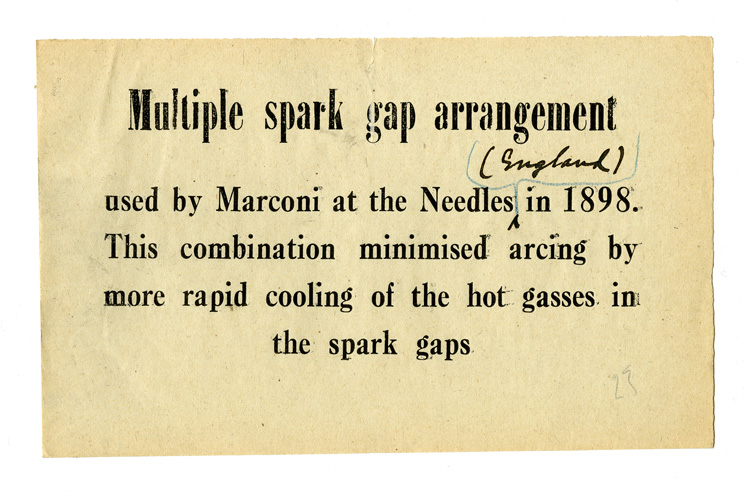 Multiple spark gap arrangement
(England)
used by Marconi at the Needles in 1898.
This combination minimised arcing by
more rapid cooling of the hot gasses in
the spark gaps
23